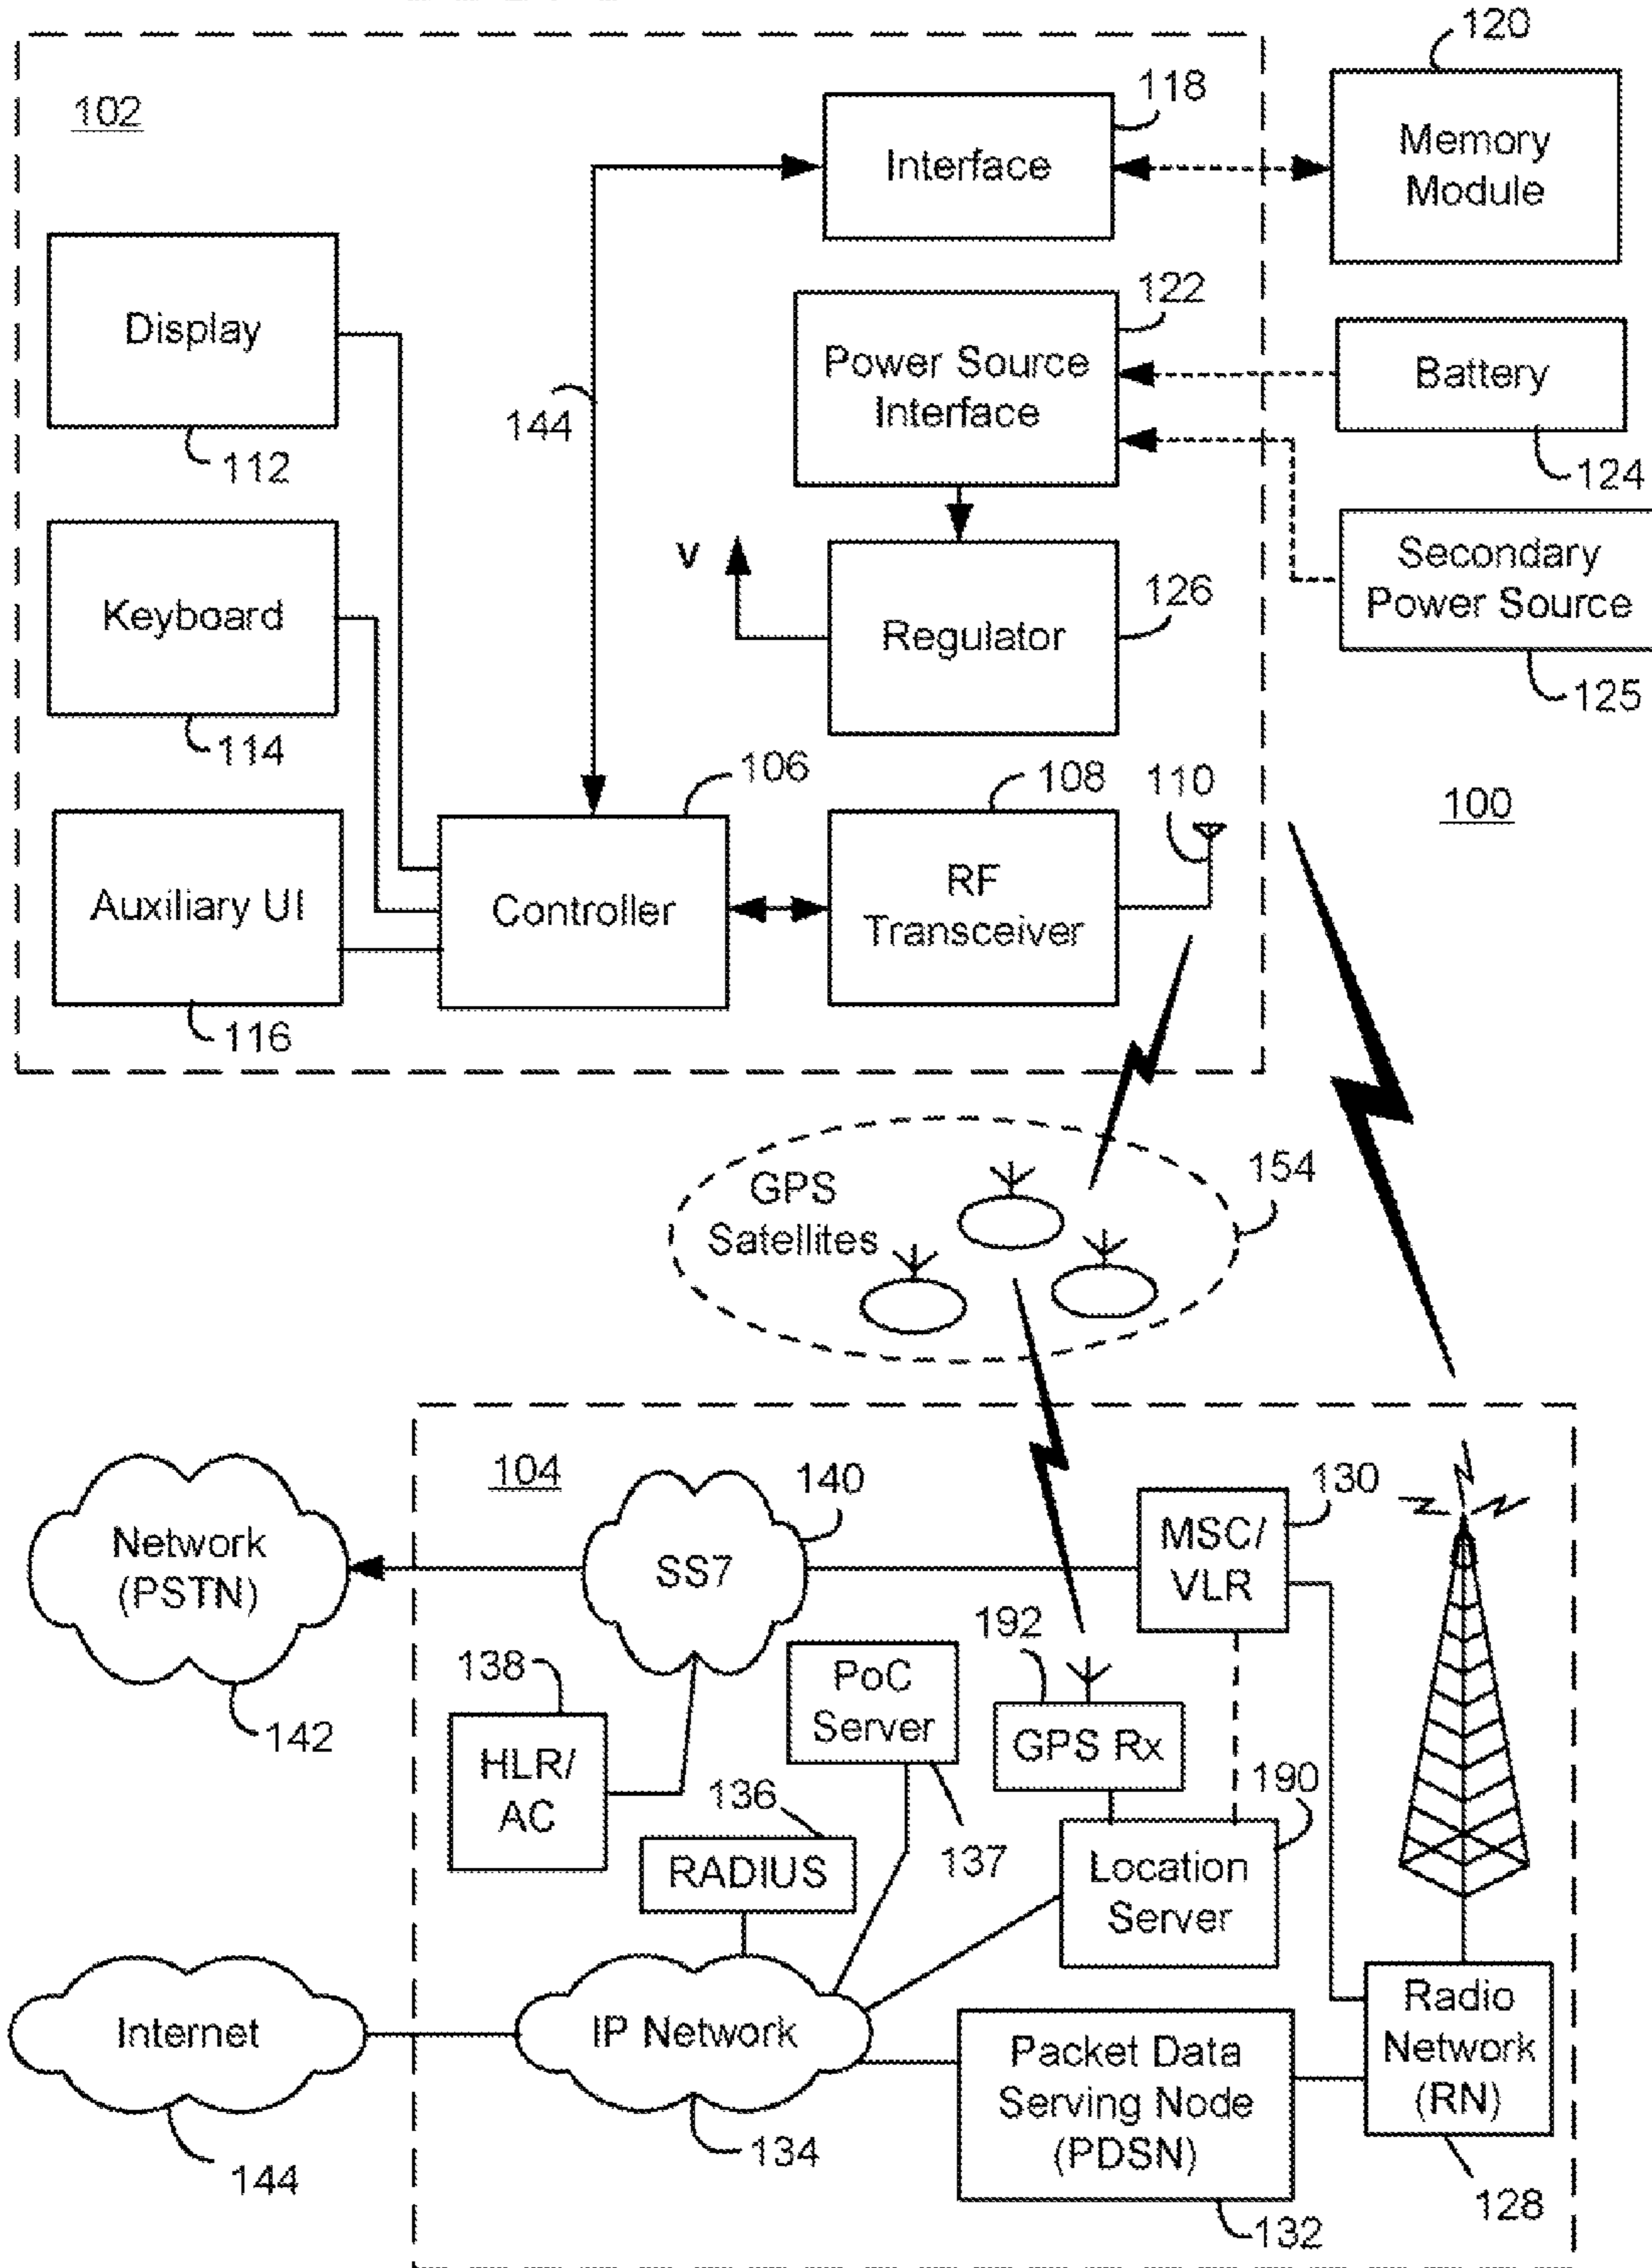 120
102
118
Interface
Memory
Module
Display
122
Power Source
Interface
Battery
144
112
124
Keyboard
V
Regulator
126
Secondary
Power Source
125
114
106
108
110
100
Auxiliary UI
Controller
RF
Transceiver
116
GPS
Satellites
154
104
140
130
Network
(PSTN)
SS7
MSC/
VLR
142
138
HLR/
AC
PoC
Server
137
192
GPS Rx
136
RADIUS
190
Location
Server
Internet
IP Network
Packet Data
Serving Node
(PDSN)
Radio
Network
(RN)
144
134
132
128